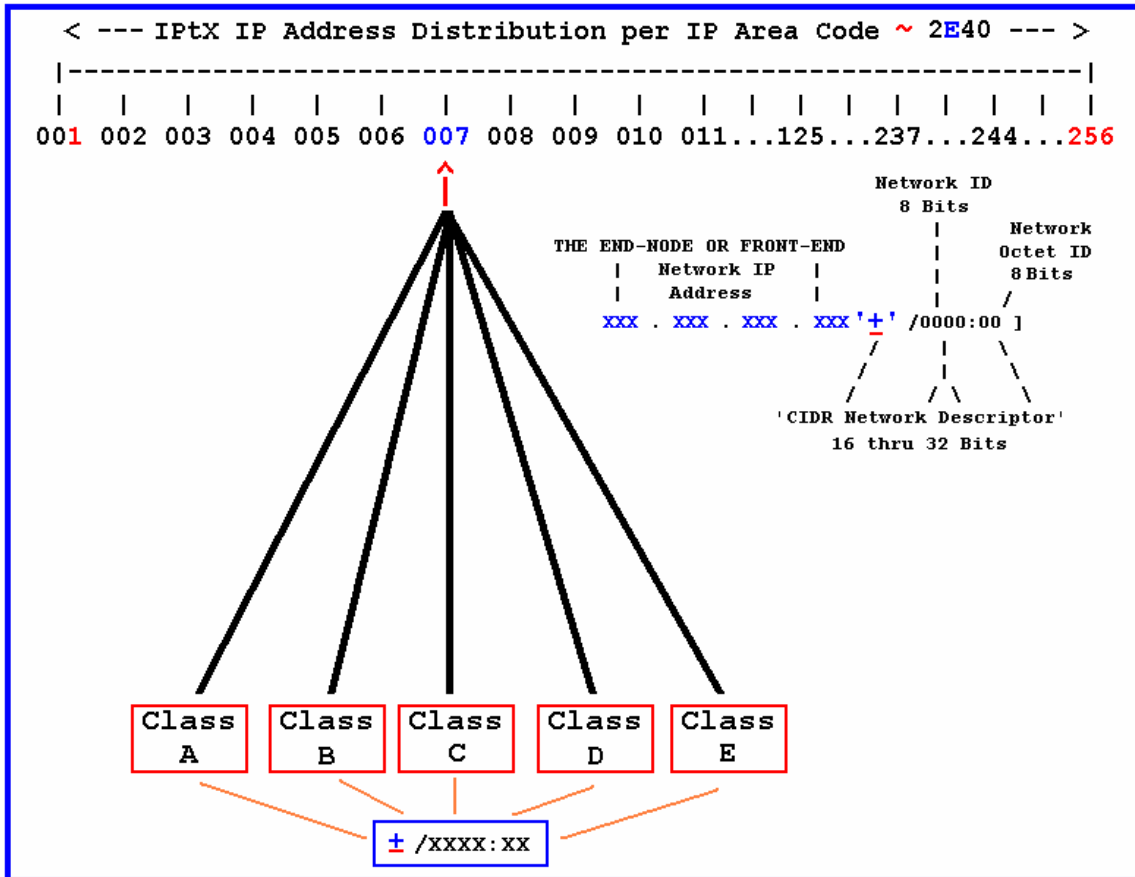 < --- IPtX IP Address Distribution per IP Area Code ~ 2E40 --- >
001 002 003 004 005 006 007 008 009 010 011...125...237...244...256
Network ID
8 Bits
Network
Octet ID
8 Bits
THE END-NODE OR FRONT-END
Network IP
Address
xxx . xxx . xxx . xxx '±' /0000:00 ]
'CIDR Network Descriptor'
16 thru 32 Bits
Class
A
Class
B
Class
C
Class
D
Class
E
± /xxxx:xx